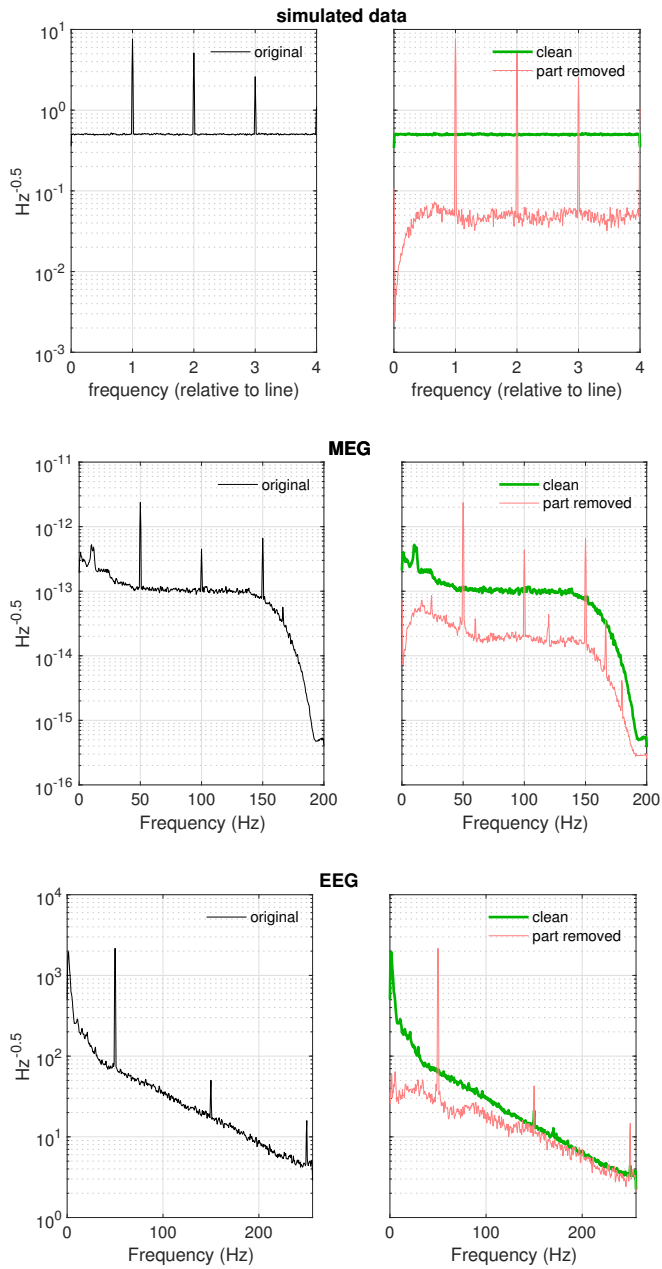 simulated data
original
clean
part removed
10^1
10^0
10^-1
10^-2
10^-3
Hz^-0.5
0 1 2 3 4
0 1 2 3 4
frequency (relative to line)
frequency (relative to line)
MEG
original
clean
part removed
10^-11
10^-12
10^-13
10^-14
10^-15
10^-16
Hz^-0.5
0 50 100 150 200
0 50 100 150 200
Frequency (Hz)
Frequency (Hz)
EEG
original
clean
part removed
10^4
10^3
10^2
10^1
10^0
Hz^-0.5
0 100 200
0 100 200
Frequency (Hz)
Frequency (Hz)